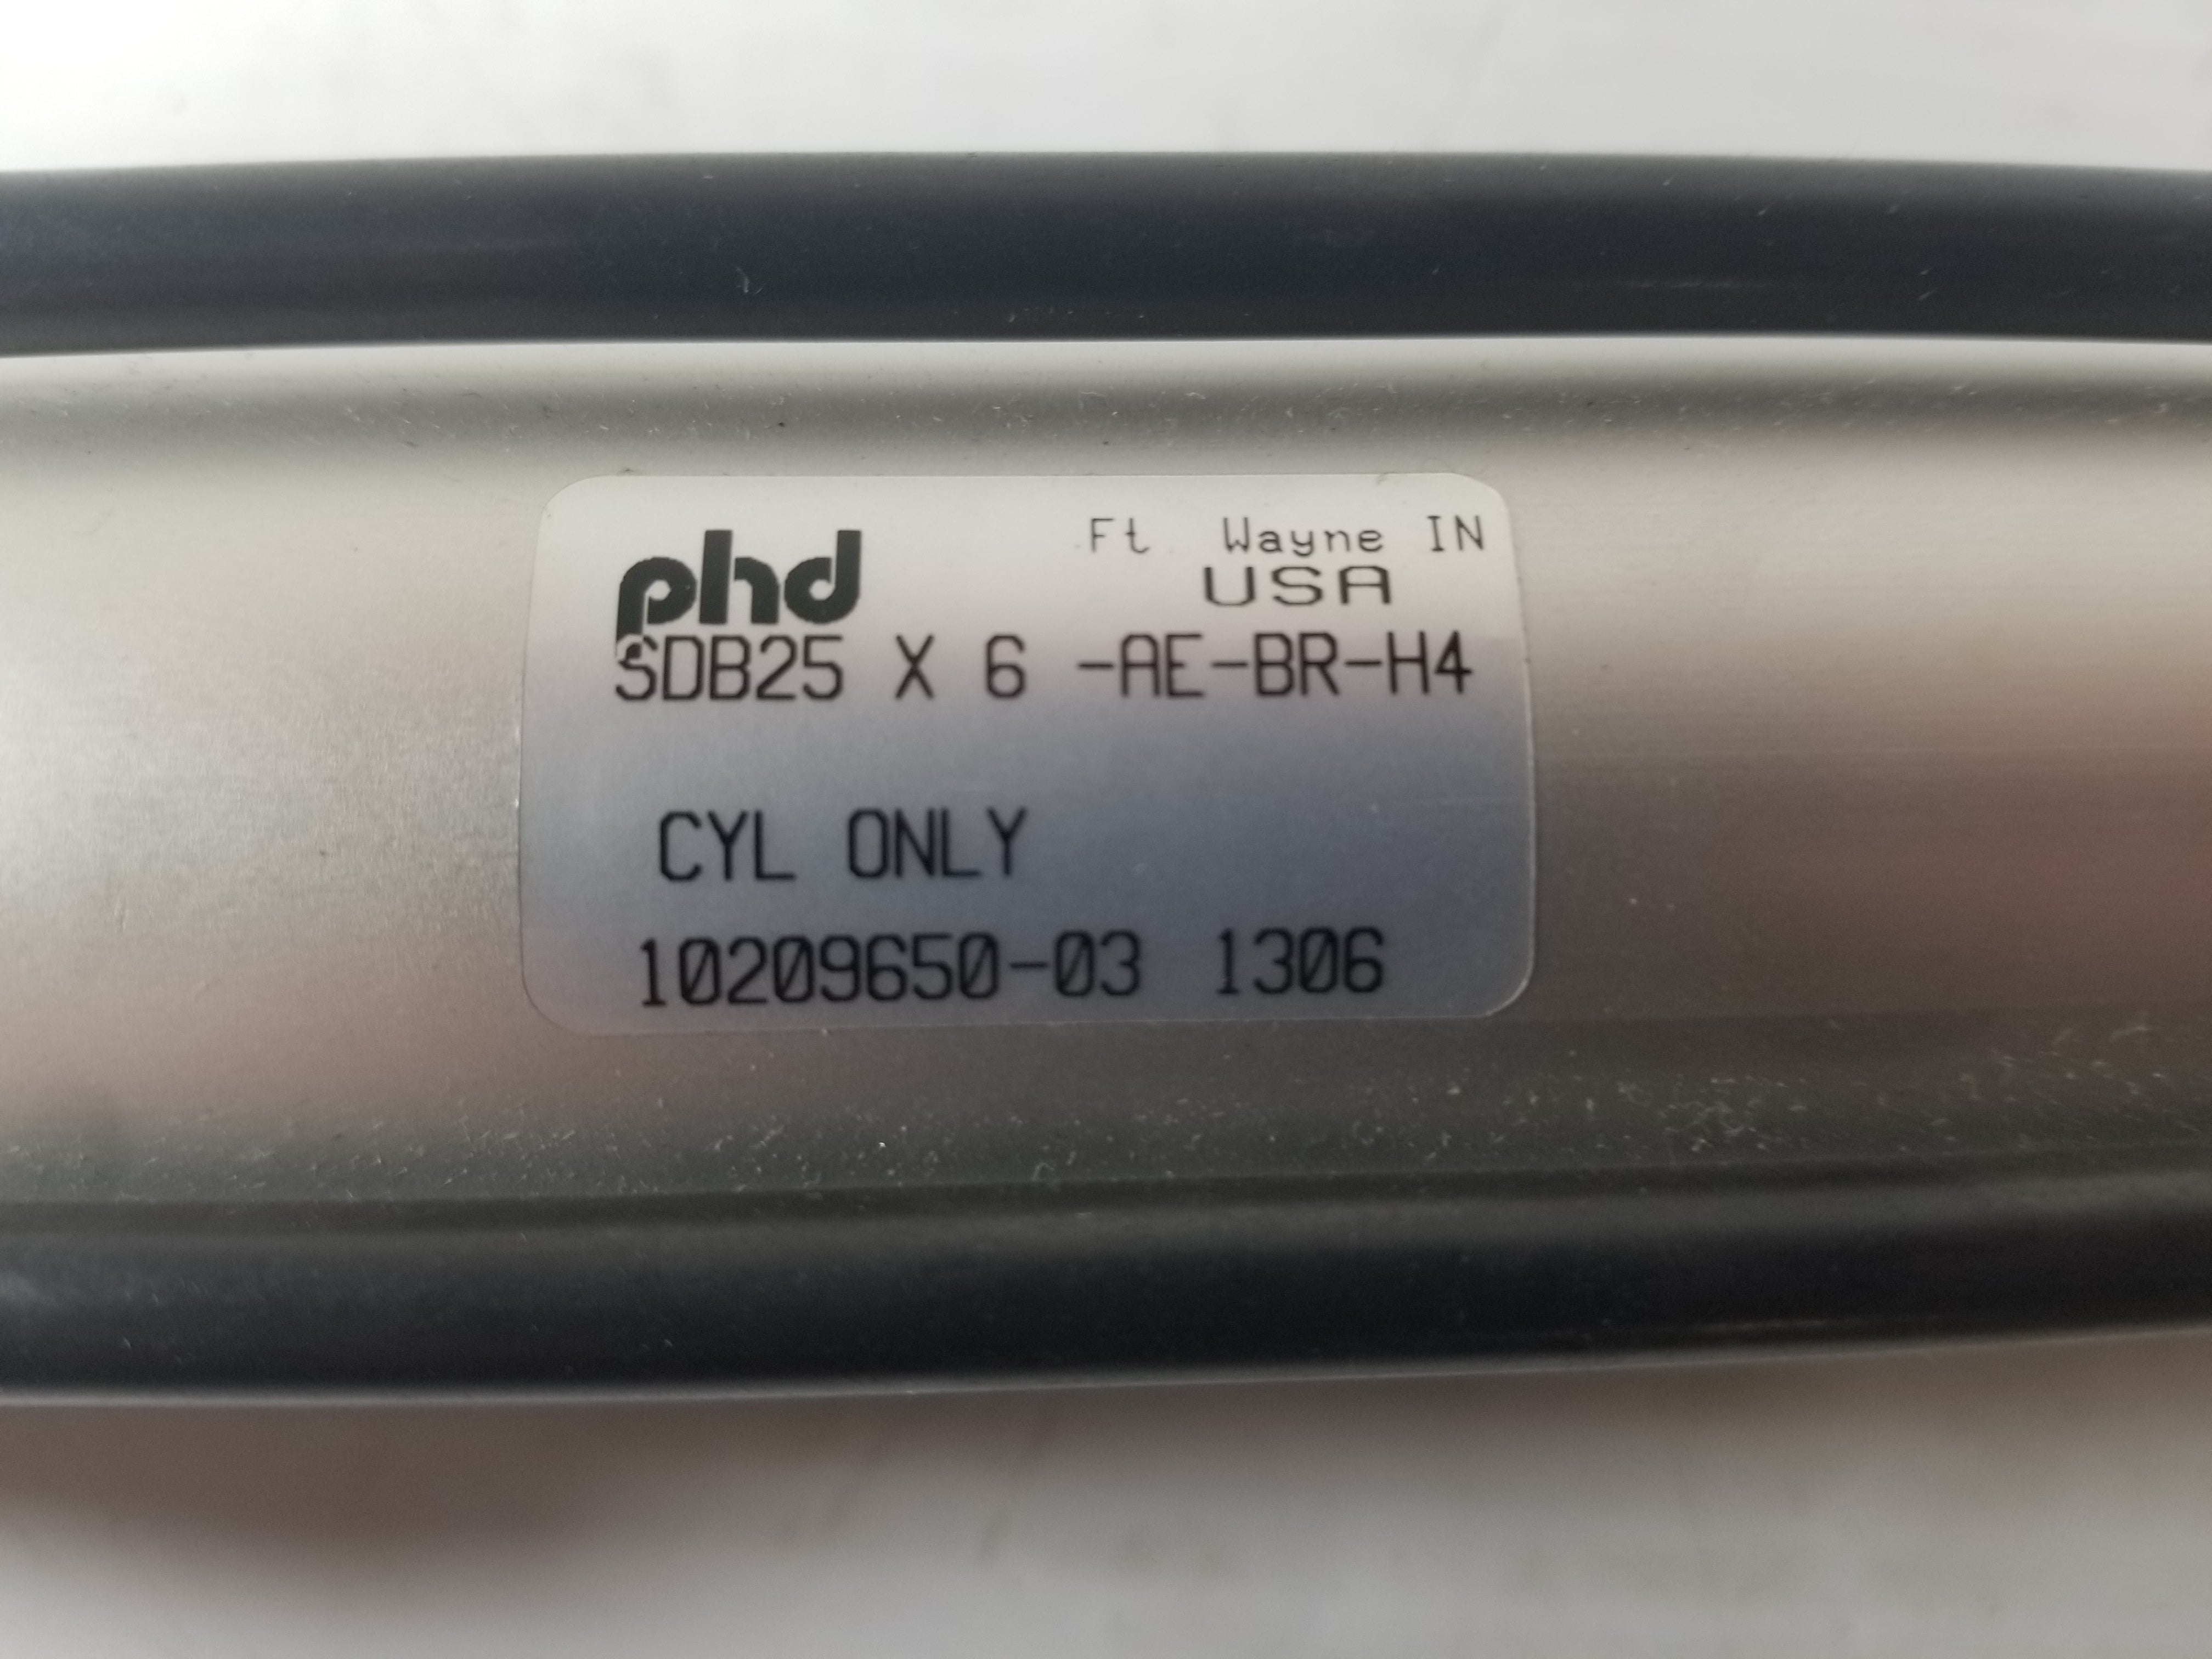 phd
Ft Wayne IN
USA
SDB25 X 6 -AE-BR-H4
CYL ONLY
10209650-03 1306